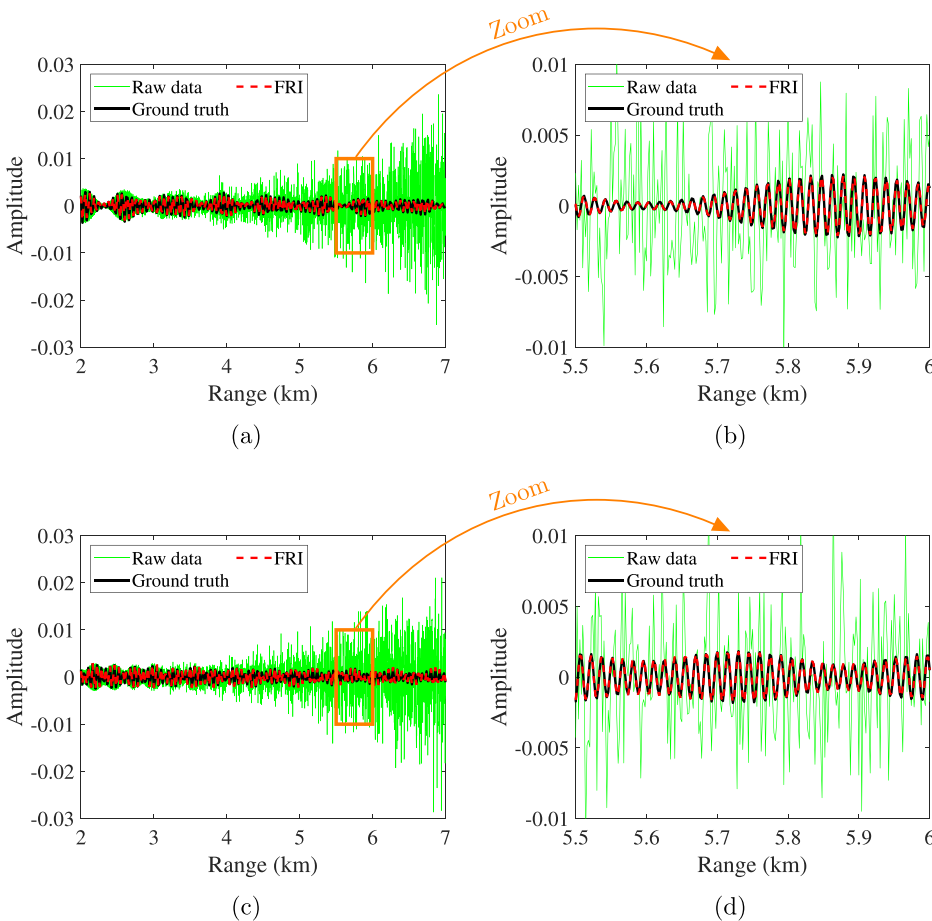 Zoom
0.03
0.02
0.01
0
-0.01
-0.02
-0.03
Amplitude
Raw data
FRI
Ground truth
2 3 4 5 6 7
Range (km)
(a)
0.01
0.005
0
-0.005
-0.01
Amplitude
Raw data
FRI
Ground truth
5.5 5.6 5.7 5.8 5.9 6
Range (km)
(b)
Zoom
0.03
0.02
0.01
0
-0.01
-0.02
-0.03
Amplitude
Raw data
FRI
Ground truth
2 3 4 5 6 7
Range (km)
(c)
0.01
0.005
0
-0.005
-0.01
Amplitude
Raw data
FRI
Ground truth
5.5 5.6 5.7 5.8 5.9 6
Range (km)
(d)